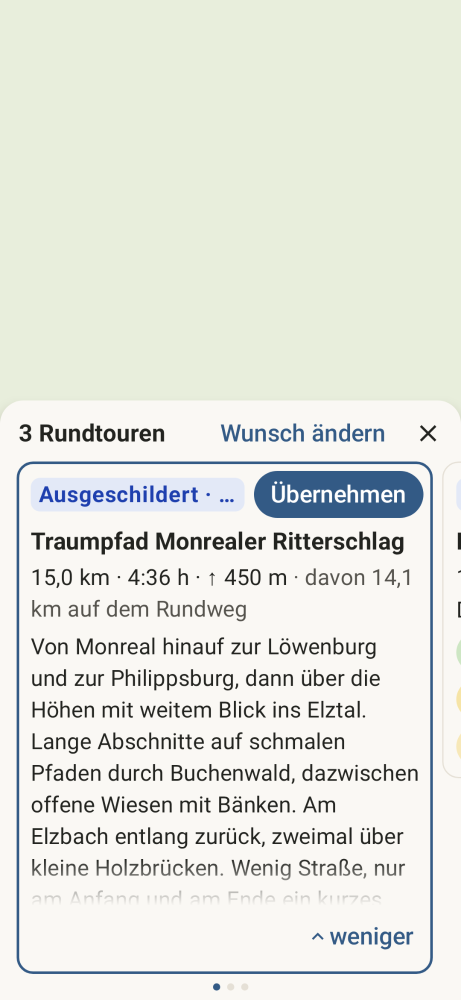 3 Rundtouren Wunsch ändern
Ausgeschildert · …
Übernehmen
Traumpfad Monrealer Ritterschlag
15,0 km · 4:36 h · ↑ 450 m · davon 14,1
km auf dem Rundweg
Von Monreal hinauf zur Löwenburg
und zur Philippsburg, dann über die
Höhen mit weitem Blick ins Elztal.
Lange Abschnitte auf schmalen
Pfaden durch Buchenwald, dazwischen
offene Wiesen mit Bänken. Am
Elzbach entlang zurück, zweimal über
kleine Holzbrücken. Wenig Straße, nur
am Anfang und am Ende ein kurzes
weniger